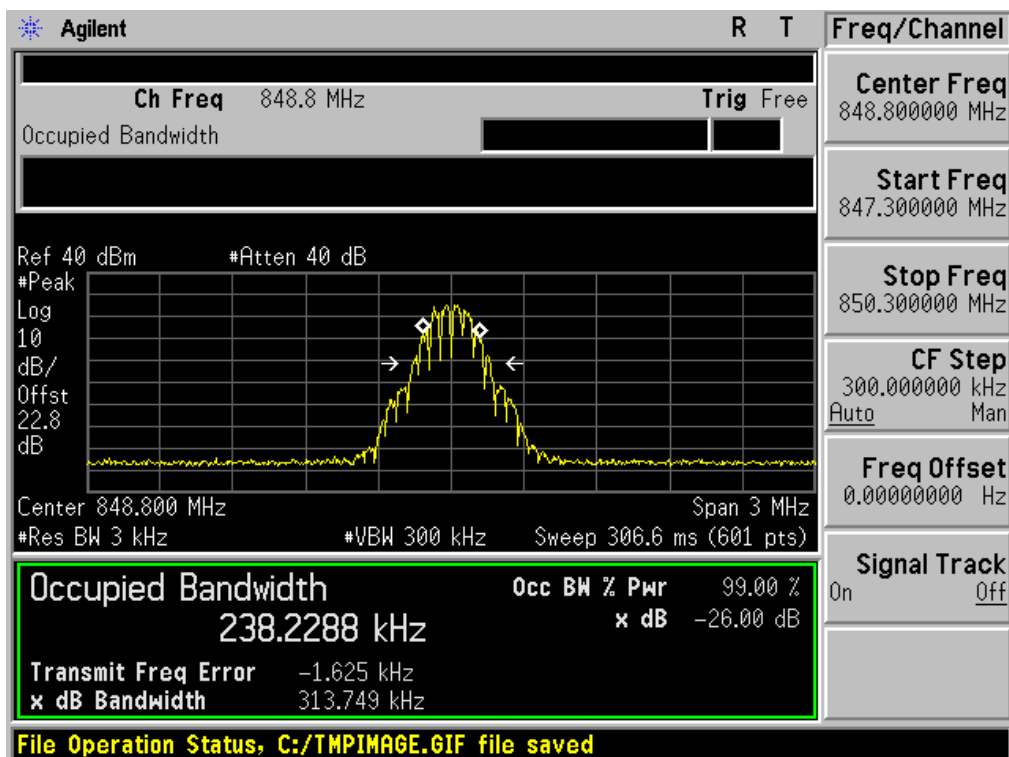 Agilent R T Freq/Channel
Ch Freq 848.8 MHz Trig Free
Occupied Bandwidth
Center Freq
848.800000 MHz
Start Freq
847.300000 MHz
Stop Freq
850.300000 MHz
CF Step
300.000000 kHz
Auto Man
Freq Offset
0.00000000 Hz
Signal Track
On Off
Ref 40 dBm #Atten 40 dB
#Peak
Log
10
dB/
Offst
22.8
dB
Center 848.800 MHz Span 3 MHz
#Res BW 3 kHz #VBW 300 kHz Sweep 306.6 ms (601 pts)
Occupied Bandwidth Occ BW % Pwr 99.00 %
238.2288 kHz x dB -26.00 dB
Transmit Freq Error -1.625 kHz
x dB Bandwidth 313.749 kHz
File Operation Status, C:/TMPIMAGE.GIF file saved